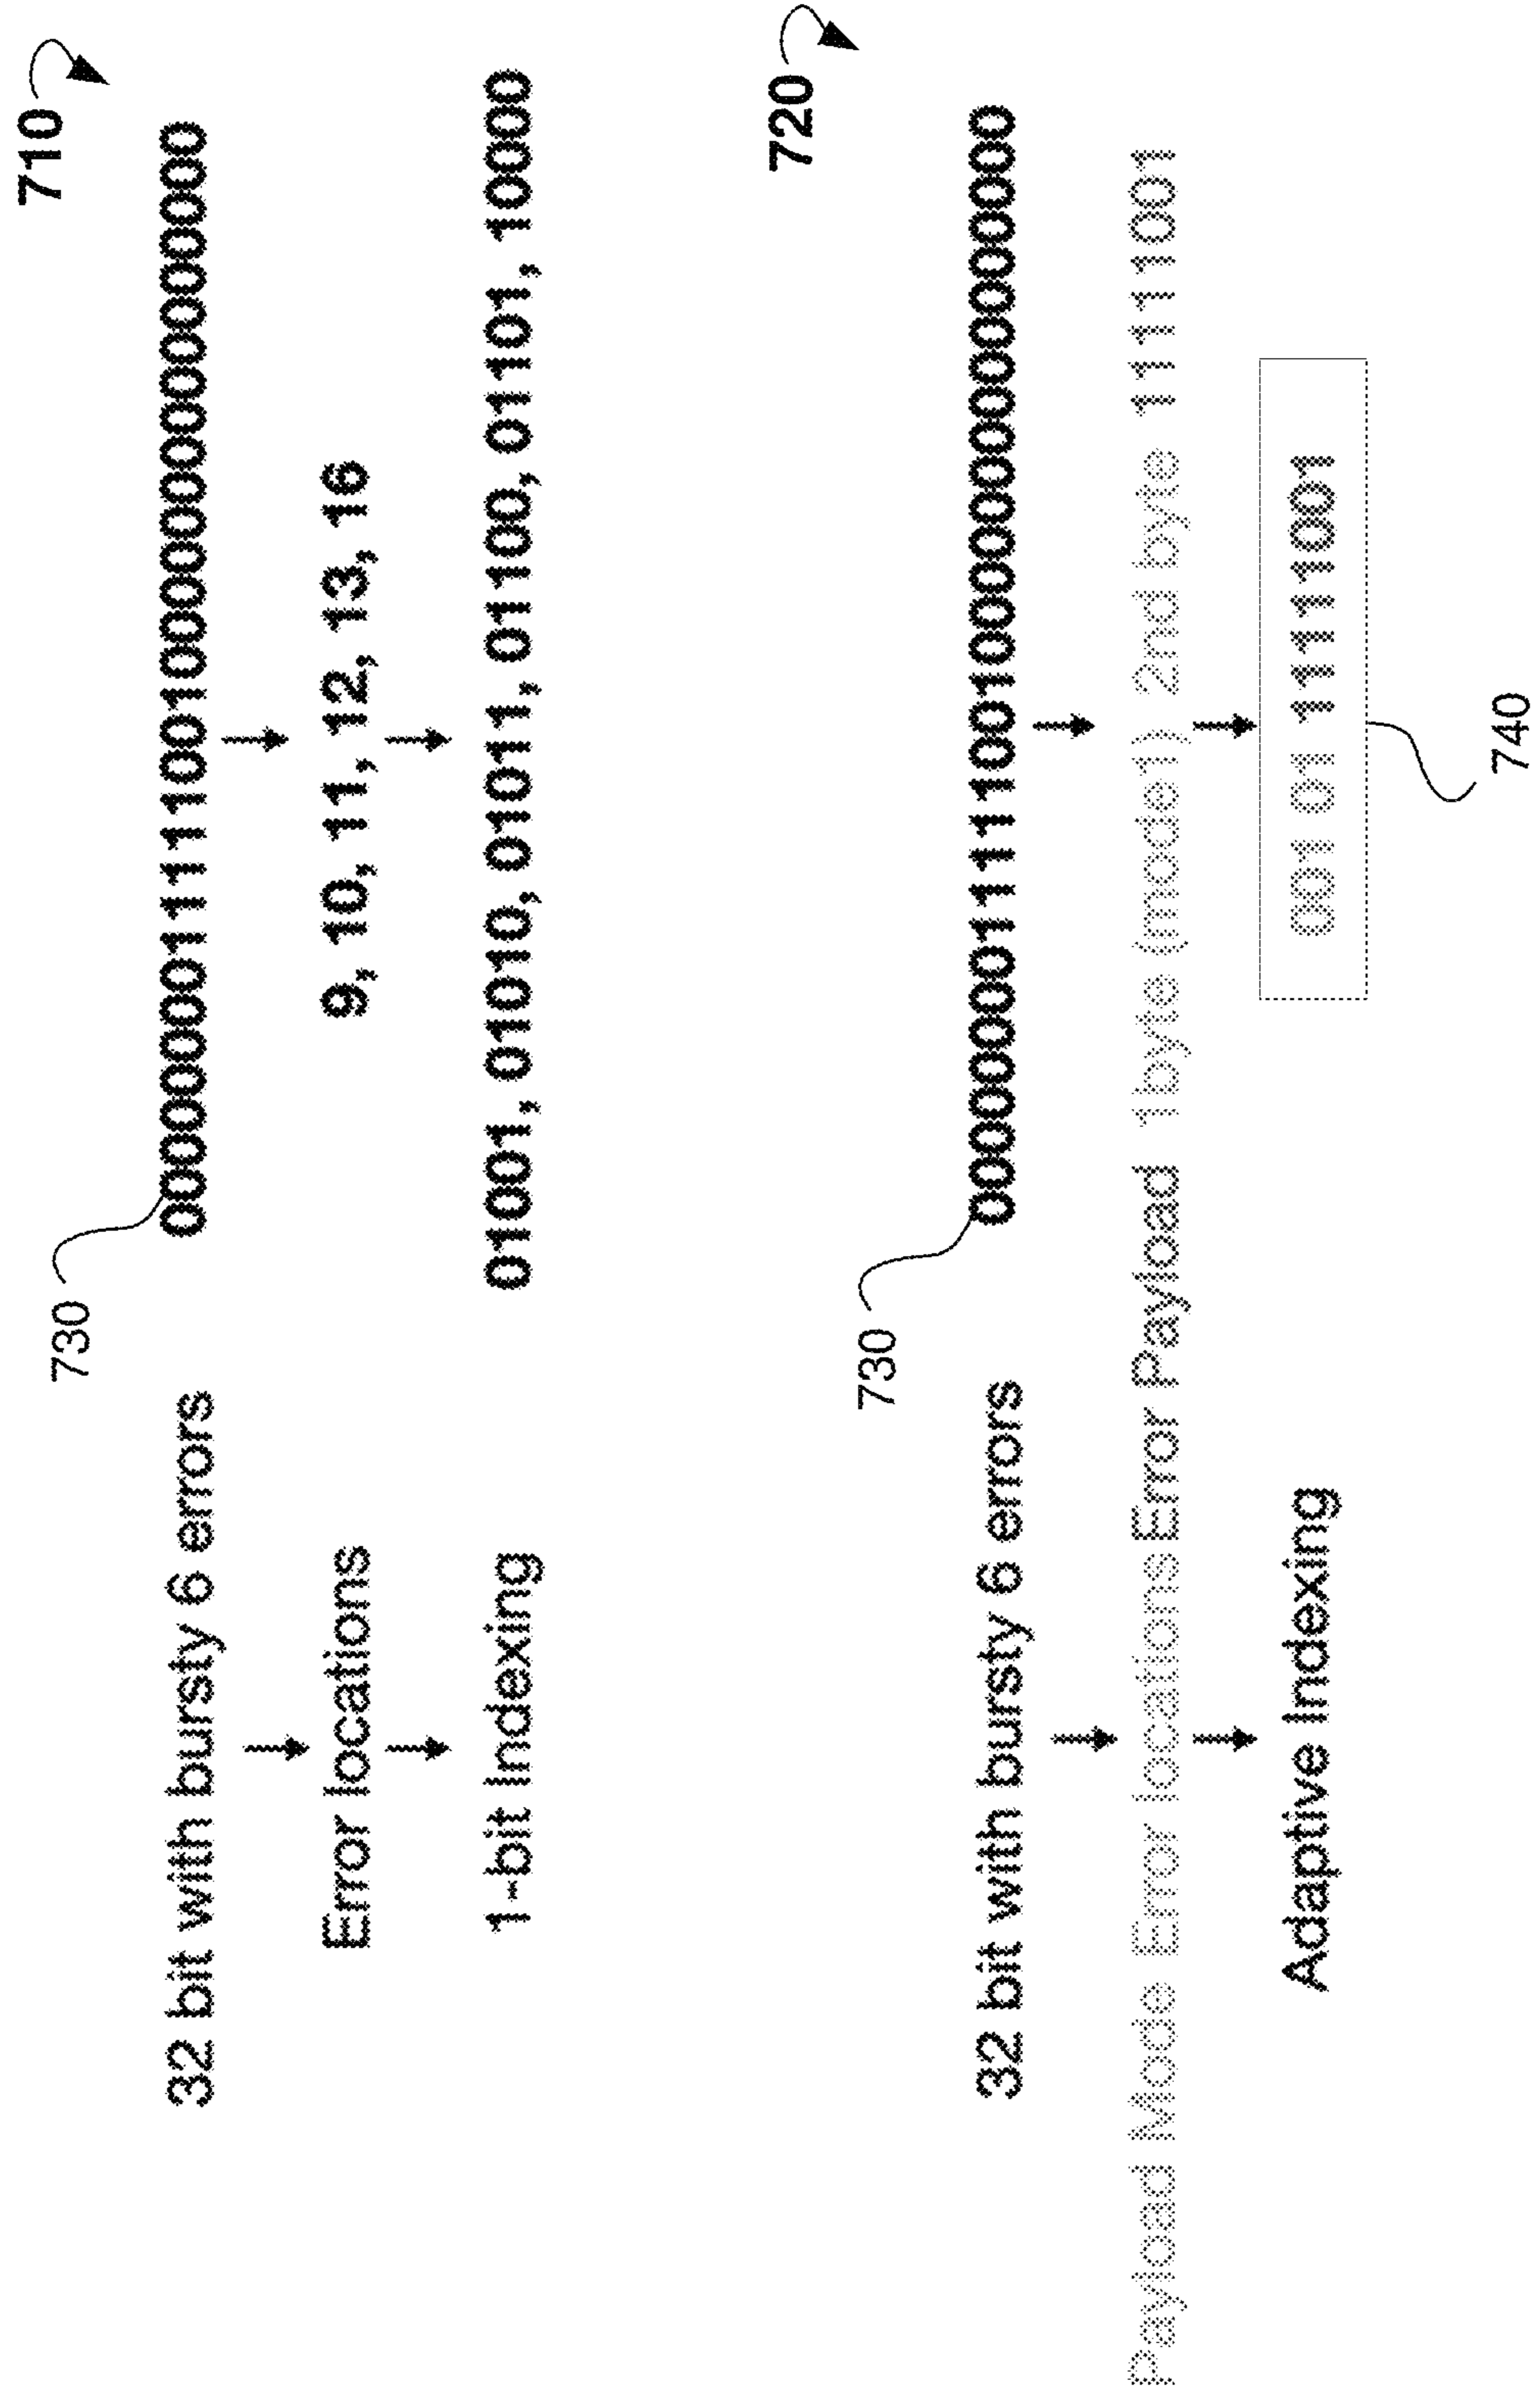 710
730
32 bit with bursty 6 errors 00000000111110010000000000000000
Error locations 9, 10, 11, 12, 13, 16
1-bit Indexing 01001, 01010, 01011, 01100, 01101, 10000
720
730
32 bit with bursty 6 errors 00000000111110010000000000000000
Payload Mode Error locations Error Payload 1byte (mode1) 2nd byte 11111001
Adaptive Indexing 001 01 11111001
740